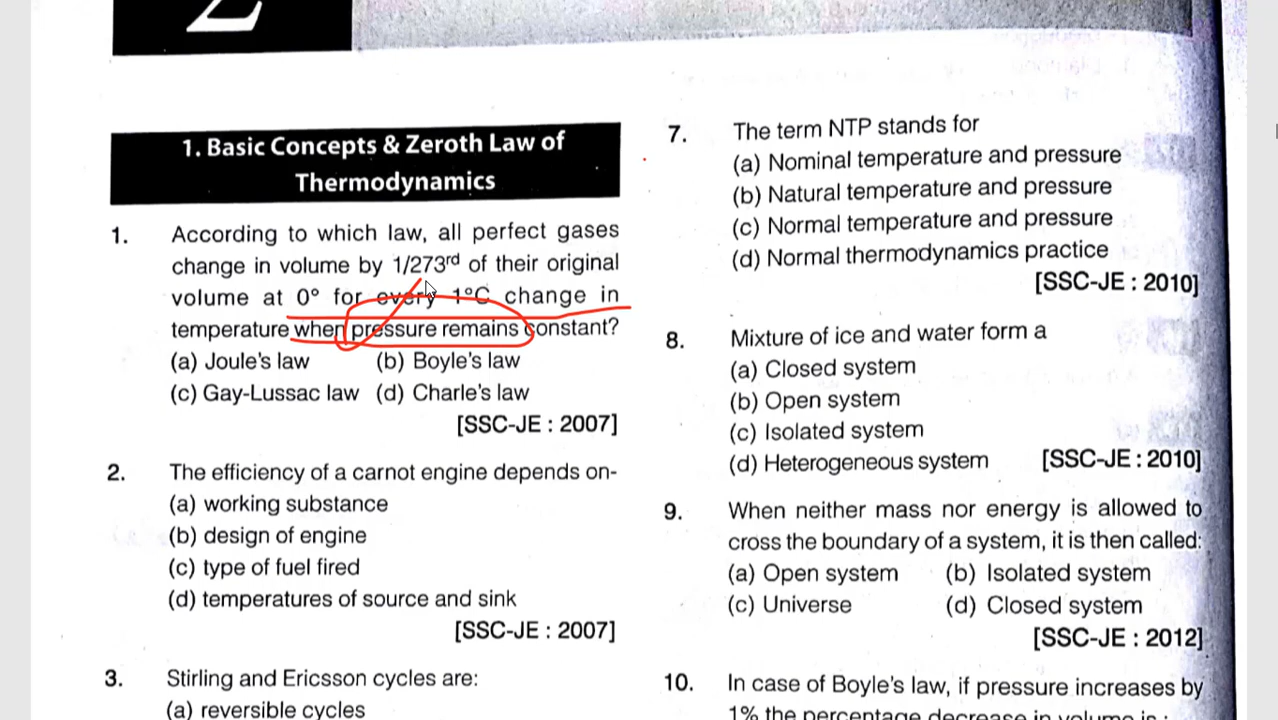 1. Basic Concepts & Zeroth Law of
Thermodynamics
1. According to which law, all perfect gases
change in volume by 1/273rd of their original
volume at 0° for every 1°C change in
temperature when pressure remains constant?
(a) Joule's law (b) Boyle's law
(c) Gay-Lussac law (d) Charle's law
[SSC-JE : 2007]
2. The efficiency of a carnot engine depends on-
(a) working substance
(b) design of engine
(c) type of fuel fired
(d) temperatures of source and sink
[SSC-JE : 2007]
3. Stirling and Ericsson cycles are:
(a) reversible cycles
7. The term NTP stands for
(a) Nominal temperature and pressure
(b) Natural temperature and pressure
(c) Normal temperature and pressure
(d) Normal thermodynamics practice
[SSC-JE : 2010]
8. Mixture of ice and water form a
(a) Closed system
(b) Open system
(c) Isolated system
(d) Heterogeneous system [SSC-JE : 2010]
9. When neither mass nor energy is allowed to
cross the boundary of a system, it is then called:
(a) Open system (b) Isolated system
(c) Universe (d) Closed system
[SSC-JE : 2012]
10. In case of Boyle's law, if pressure increases by
1% the percentage decrease in volume is :